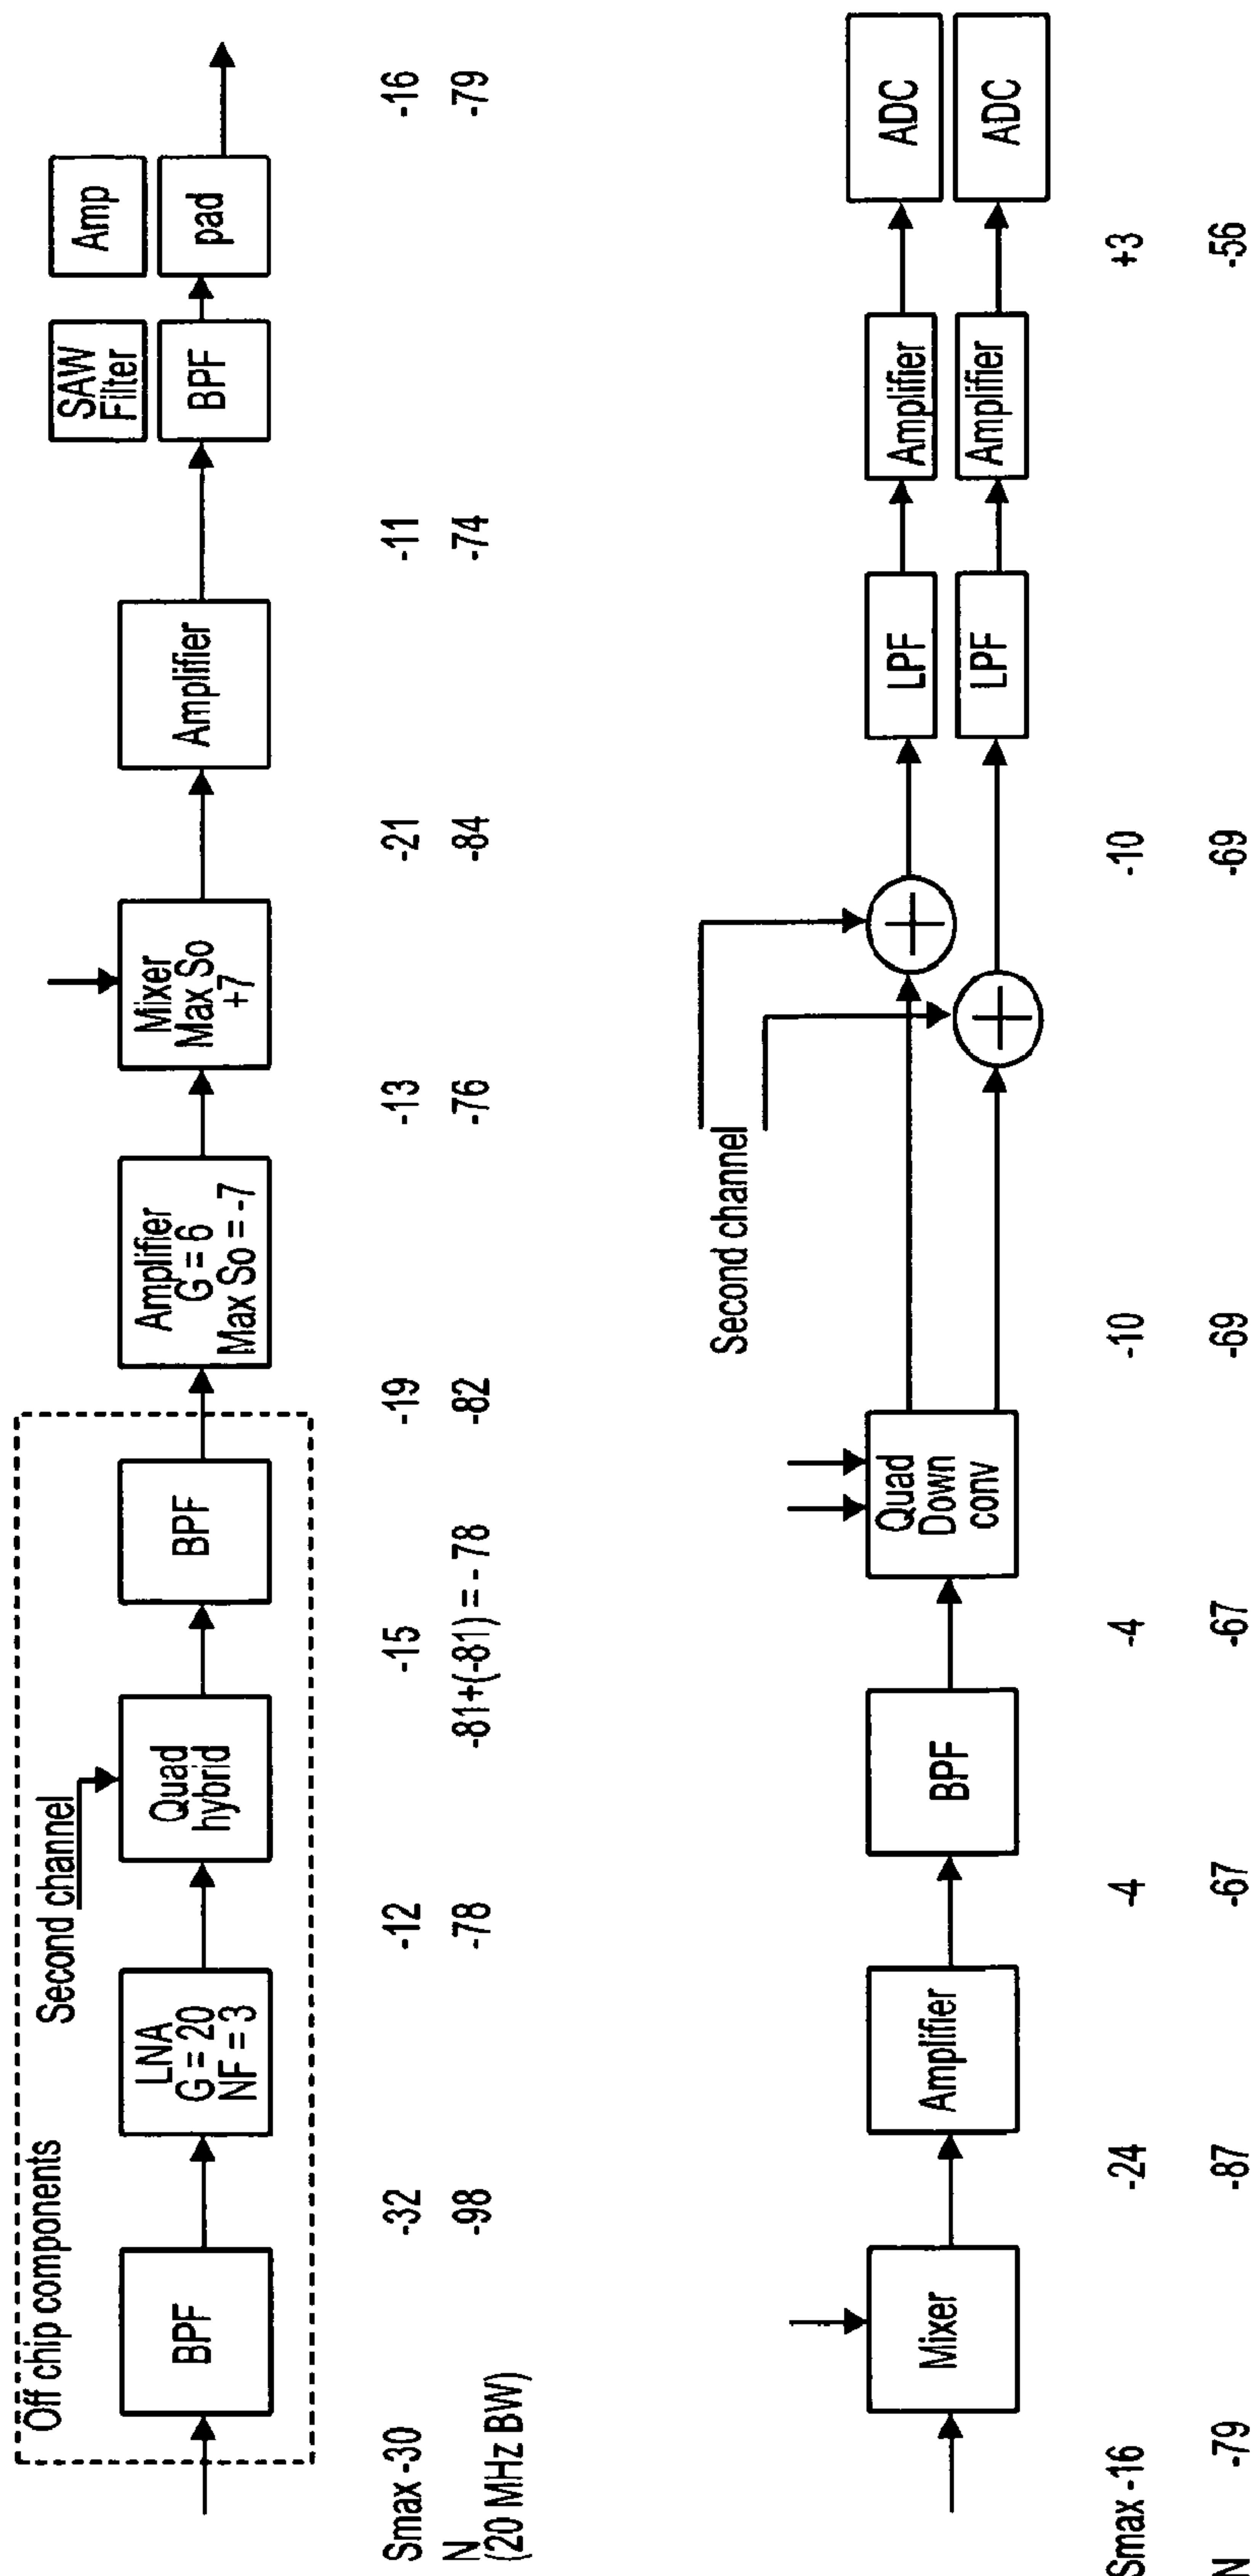 Off chip components
Second channel
BPF
LNA
G = 20
NF = 3
Quad
hybrid
BPF
Amplifier
G = 6
Max So = -7
Mixer
Max So
+7
Amplifier
SAW
Filter
BPF
Amp
pad
Smax -30 -32 -12 -15 -19 -13 -21 -11 -16
N -98 -78 -81+(-81) = - 78 -82 -76 -84 -74 -79
(20 MHz BW)
Second channel
Mixer
Amplifier
BPF
Quad
Down
conv
LPF
LPF
Amplifier
Amplifier
ADC
ADC
Smax -16 -24 -4 -4 -10 -10 +3
N -79 -87 -67 -67 -69 -69 -56